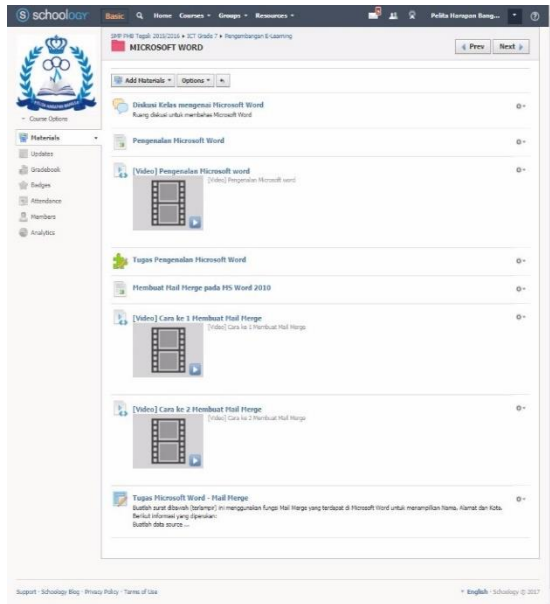 schoology Basic Home Courses Groups Resources Pelita Harapan Bang...
SMP PHB Tegal 2015/2016 ▸ ICT Grade 7 ▸ Pengembangan E-Learning
MICROSOFT WORD
Prev Next
Add Materials Options
Course Options
Materials
Updates
Gradebook
Badges
Attendance
Members
Analytics
Diskusi Kelas mengenai Microsoft Word
Ruang diskusi untuk membahas Microsoft Word
Pengenalan Microsoft Word
[Video] Pengenalan Microsoft word
[Video] Pengenalan Microsoft word
Tugas Pengenalan Microsoft Word
Membuat Mail Merge pada MS Word 2010
[Video] Cara ke 1 Membuat Mail Merge
[Video] Cara ke 1 Membuat Mail Merge
[Video] Cara ke 2 Membuat Mail Merge
[Video] Cara ke 2 Membuat Mail Merge
Tugas Microsoft Word - Mail Merge
Buatlah surat dibawah (terlampir) ini menggunakan fungsi Mail Merge yang terdapat di Microsoft Word untuk menampilkan Nama, Alamat dan Kota.
Berikut informasi yang diperlukan:
Buatlah data source ...
Support · Schoology Blog · Privacy Policy · Terms of Use
English · Schoology © 2017